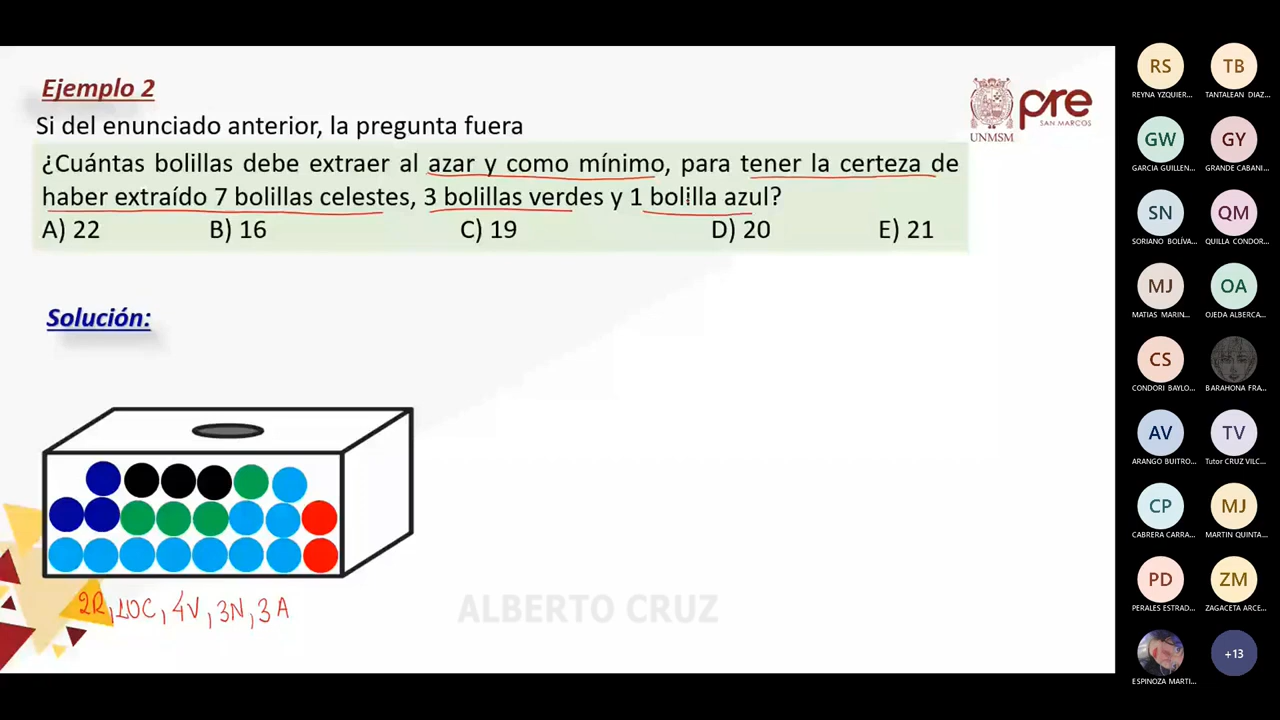 Ejemplo 2
Si del enunciado anterior, la pregunta fuera
¿Cuántas bolillas debe extraer al azar y como mínimo, para tener la certeza de
haber extraído 7 bolillas celestes, 3 bolillas verdes y 1 bolilla azul?
A) 22 B) 16 C) 19 D) 20 E) 21
UNMSM
pre
SAN MARCOS
Solución:
2R, 10C, 4V, 3N, 3A
ALBERTO CRUZ
RS TB
REYNA YZQUIER... TANTALEAN DIAZ...
GW GY
GARCIA GUILLEN... GRANDE CABANI...
SN QM
SORIANO BOLÍVA... QUILLA CONDOR...
MJ OA
MATIAS MARIN... OJEDA ALBERCA...
CS
CONDORI BAYLO... BARAHONA FRA...
AV TV
ARANGO BUITRO... Tutor CRUZ VILC...
CP MJ
CABRERA CARRA... MARTIN QUINTA...
PD ZM
PERALES ESTRAD... ZAGACETA ARCE...
+13
ESPINOZA MARTI...